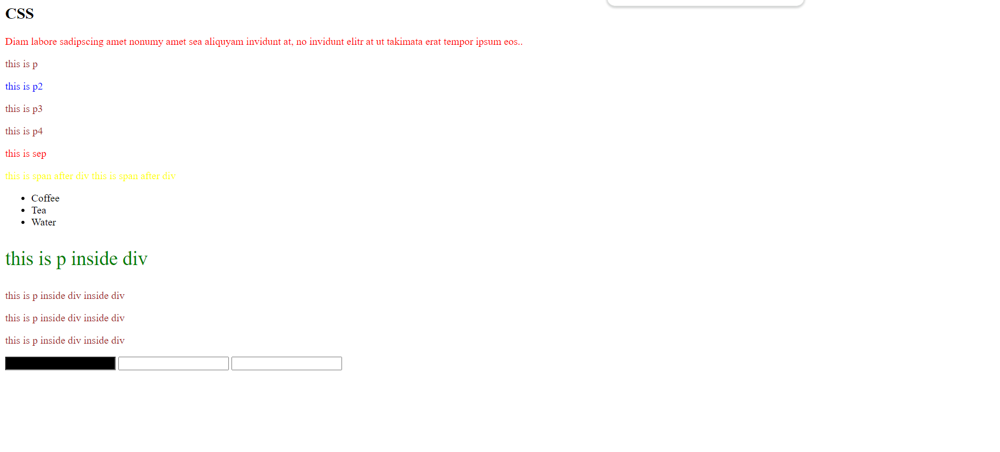 CSS
Diam labore sadipscing amet nonumy amet sea aliquyam invidunt at, no invidunt elitr at ut takimata erat tempor ipsum eos..
this is p
this is p2
this is p3
this is p4
this is sep
this is span after div this is span after div
Coffee
Tea
Water
this is p inside div
this is p inside div inside div
this is p inside div inside div
this is p inside div inside div